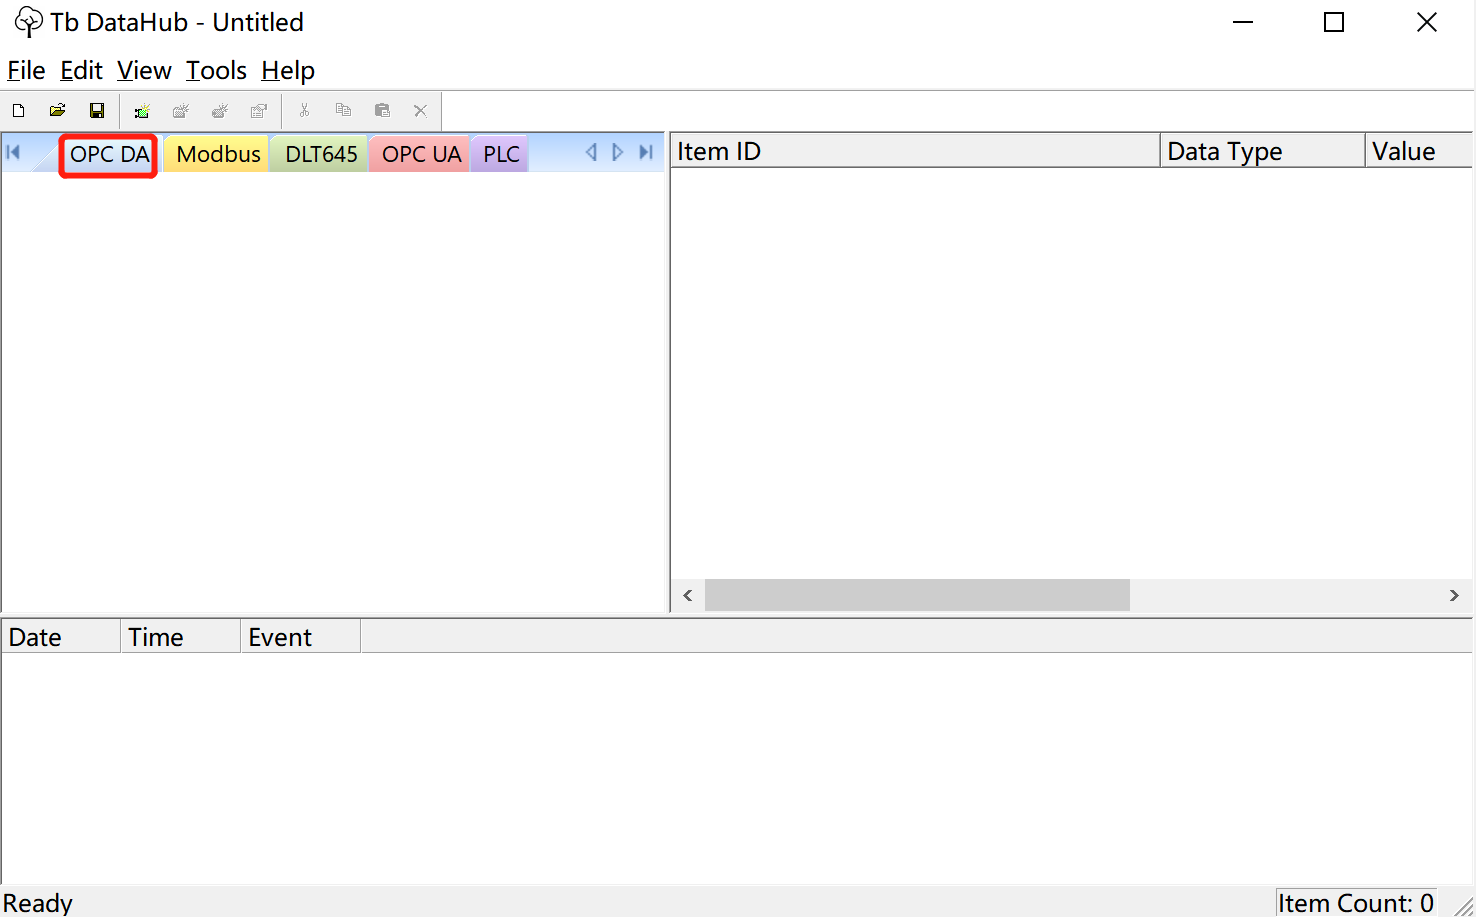 Tb DataHub - Untitled
File Edit View Tools Help
OPC DA Modbus DLT645 OPC UA PLC
Item ID Data Type Value
Date Time Event
Ready Item Count: 0